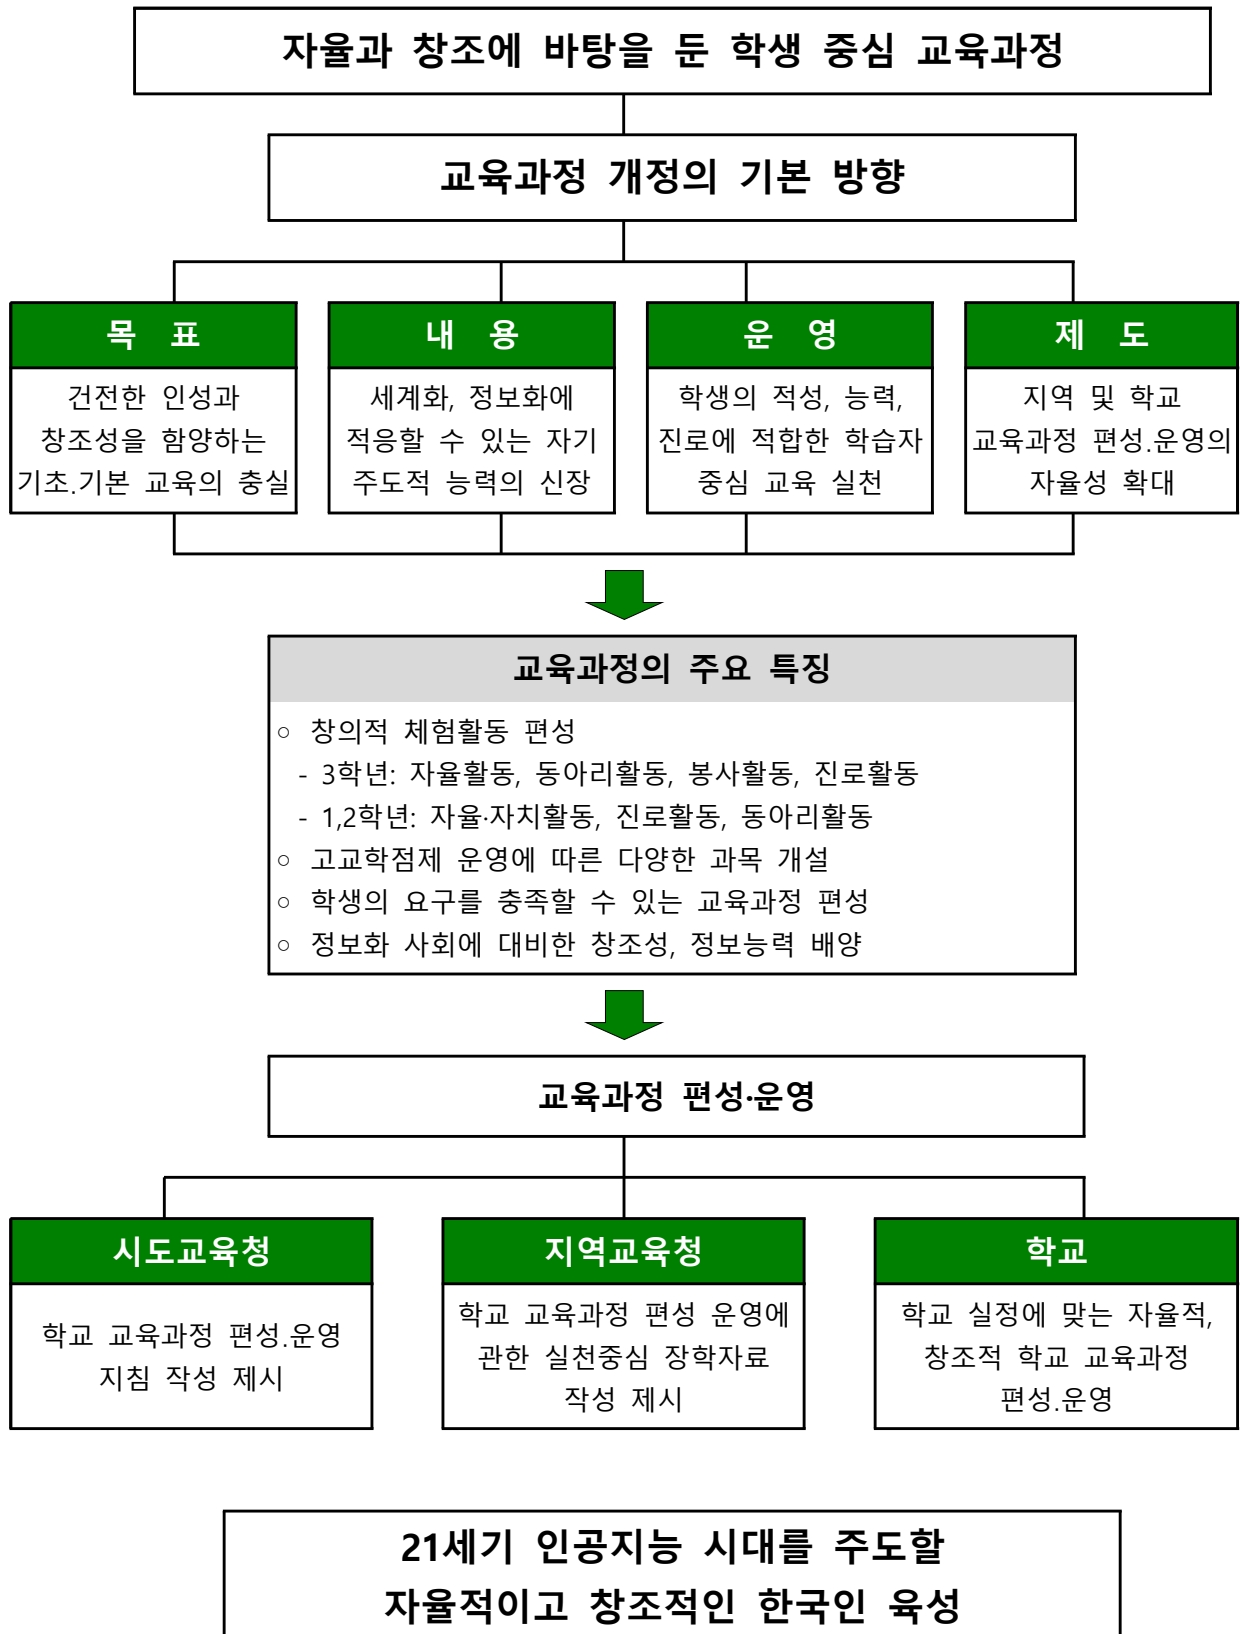 자율과 창조에 바탕을 둔 학생 중심 교육과정
교육과정 개정의 기본 방향
목 표
건전한 인성과
창조성을 함양하는
기초.기본 교육의 충실
내 용
세계화, 정보화에
적응할 수 있는 자기
주도적 능력의 신장
운 영
학생의 적성, 능력,
진로에 적합한 학습자
중심 교육 실천
제 도
지역 및 학교
교육과정 편성.운영의
자율성 확대
교육과정의 주요 특징
○ 창의적 체험활동 편성
- 3학년: 자율활동, 동아리활동, 봉사활동, 진로활동
- 1,2학년: 자율·자치활동, 진로활동, 동아리활동
○ 고교학점제 운영에 따른 다양한 과목 개설
○ 학생의 요구를 충족할 수 있는 교육과정 편성
○ 정보화 사회에 대비한 창조성, 정보능력 배양
교육과정 편성·운영
시도교육청
학교 교육과정 편성.운영
지침 작성 제시
지역교육청
학교 교육과정 편성 운영에
관한 실천중심 장학자료
작성 제시
학교
학교 실정에 맞는 자율적,
창조적 학교 교육과정
편성.운영
21세기 인공지능 시대를 주도할
자율적이고 창조적인 한국인 육성